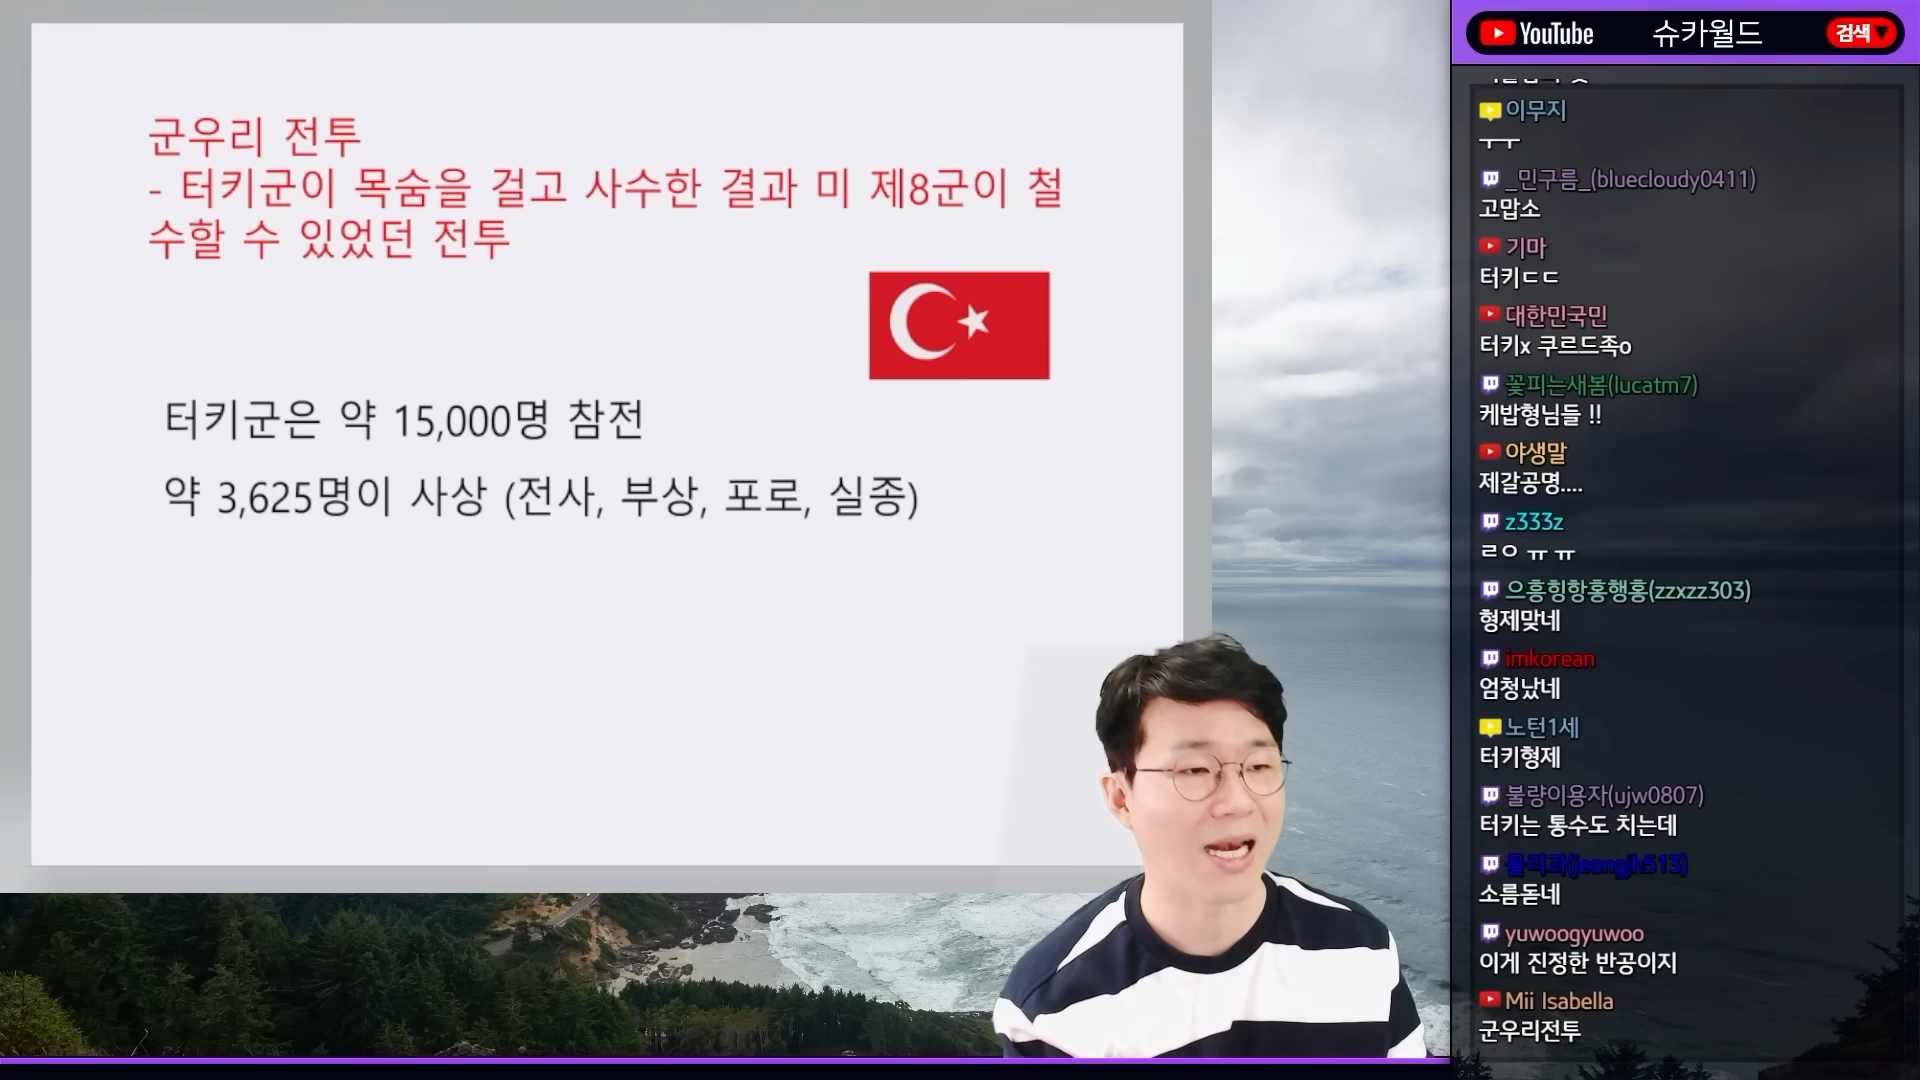 군우리 전투
- 터키군이 목숨을 걸고 사수한 결과 미 제8군이 철
수할 수 있었던 전투
터키군은 약 15,000명 참전
약 3,625명이 사상 (전사, 부상, 포로, 실종)
YouTube 슈카월드 검색▼
이무지
ㅜㅜ
_민구름_(bluecloudy0411)
고맙소
기마
터키ㄷㄷ
대한민국민
터키x 쿠르드족o
꽃피는새봄(lucatm7)
케밥형님들 !!
야생말
제갈공명....
z333z
ㄹㅇ ㅠㅠ
으흥힝항홍행홍(zzxzz303)
형제맞네
imkorean
엄청났네
노턴1세
터키형제
불량이용자(ujw0807)
터키는 통수도 치는데
물리과(jeongjh513)
소름돋네
yuwoogyuwoo
이게 진정한 반공이지
Mii Isabella
군우리전투